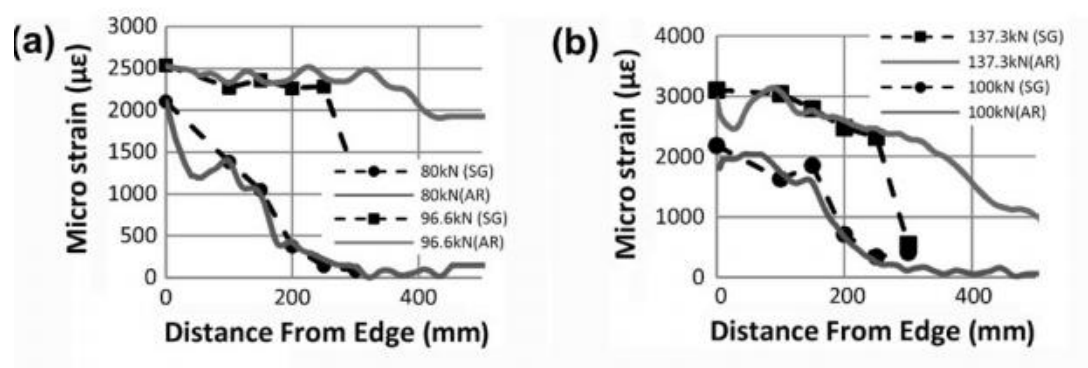 (a)
Micro strain (µε)
3000
2500
2000
1500
1000
500
0
0 200 400
Distance From Edge (mm)
80kN (SG)
80kN(AR)
96.6kN (SG)
96.6kN(AR)
(b)
Micro strain (µε)
4000
3000
2000
1000
0
0 200 400
Distance From Edge (mm)
137.3kN (SG)
137.3kN(AR)
100kN (SG)
100kN(AR)